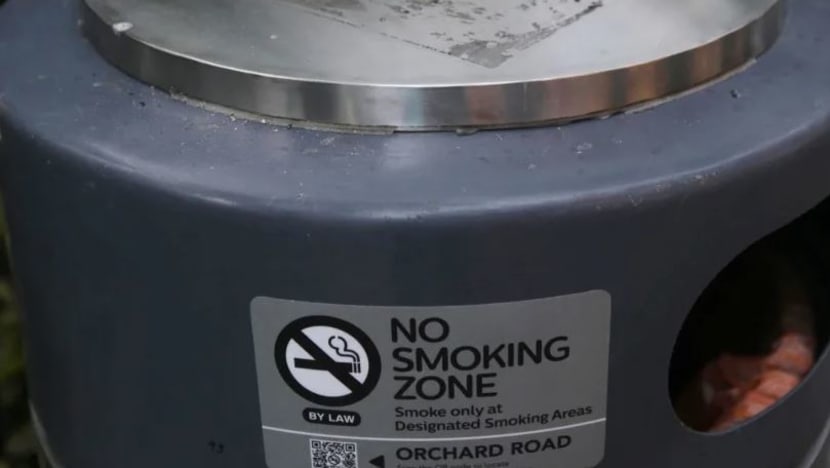 NO
SMOKING
ZONE
BY LAW
Smoke only at
Designated Smoking Areas
ORCHARD ROAD